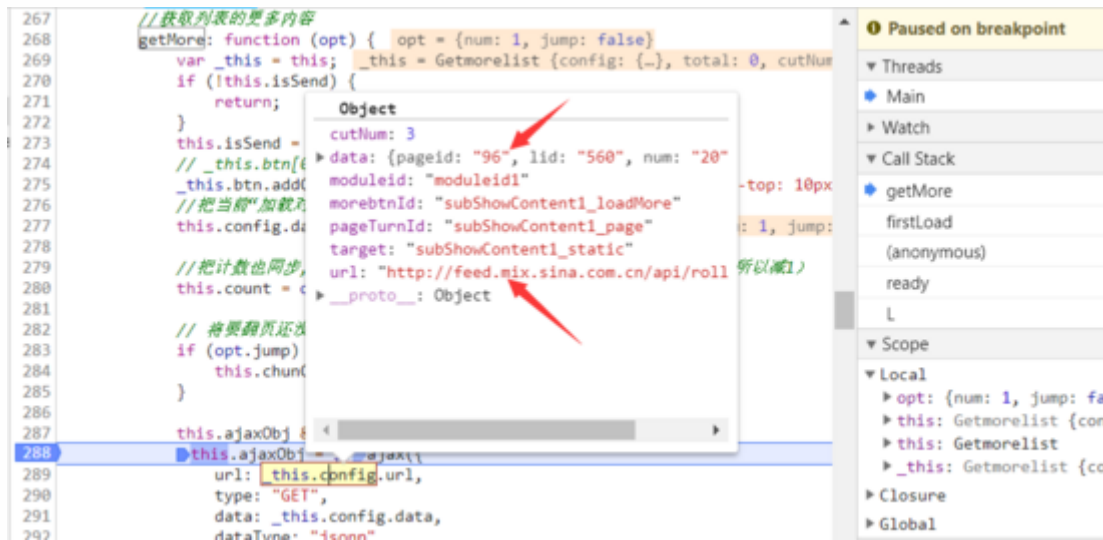 267 //获取列表的更多内容
268 getMore: function (opt) { opt = {num: 1, jump: false}
269 var _this = this; _this = Getmorelist {config: {…}, total: 0, cutNum
270 if (!this.isSend) {
271 return;
272 }
273 this.isSend =
274 // _this.btn[
275 _this.btn.add -top: 10px
276 //把当前“加载
277 this.config.da : 1, jump:
278
279 //把计数也同步, 所以减1)
280 this.count =
281
282 // 将要翻页还没
283 if (opt.jump)
284 this.chun
285 }
286
287 this.ajaxObj &
288 this.ajaxObj = ajax({
289 url: _this.config.url,
290 type: "GET",
291 data: _this.config.data,
292 dataType: "jsonp"
Object
cutNum: 3
data: {pageid: "96", lid: "560", num: "20"
moduleid: "moduleid1"
morebtnId: "subShowContent1_loadMore"
pageTurnId: "subShowContent1_page"
target: "subShowContent1_static"
url: "http://feed.mix.sina.com.cn/api/roll
__proto__: Object
Paused on breakpoint
Threads
Main
Watch
Call Stack
getMore
firstLoad
(anonymous)
ready
L
Scope
Local
opt: {num: 1, jump: fa
this: Getmorelist {con
this: Getmorelist
_this: Getmorelist {co
Closure
Global